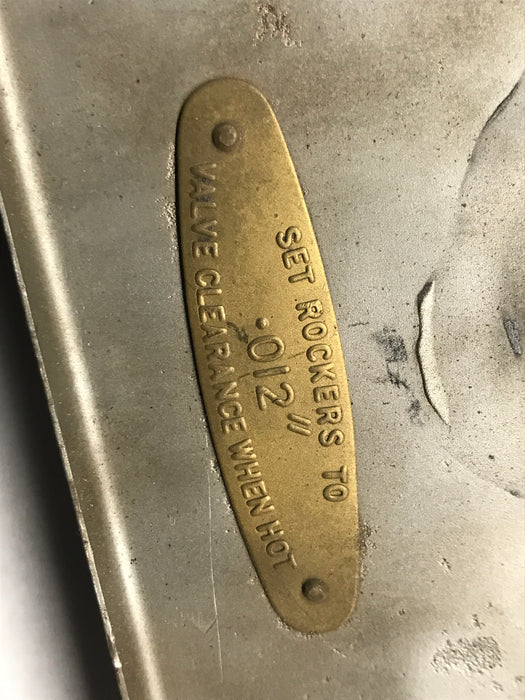 SET ROCKERS TO
.012"
VALVE CLEARANCE WHEN HOT